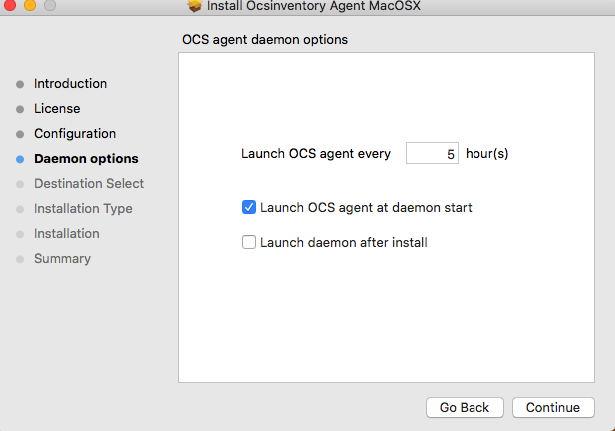 Install Ocsinventory Agent MacOSX
OCS agent daemon options
Introduction
License
Configuration
Daemon options
Destination Select
Installation Type
Installation
Summary
Launch OCS agent every 5 hour(s)
Launch OCS agent at daemon start
Launch daemon after install
Go Back Continue